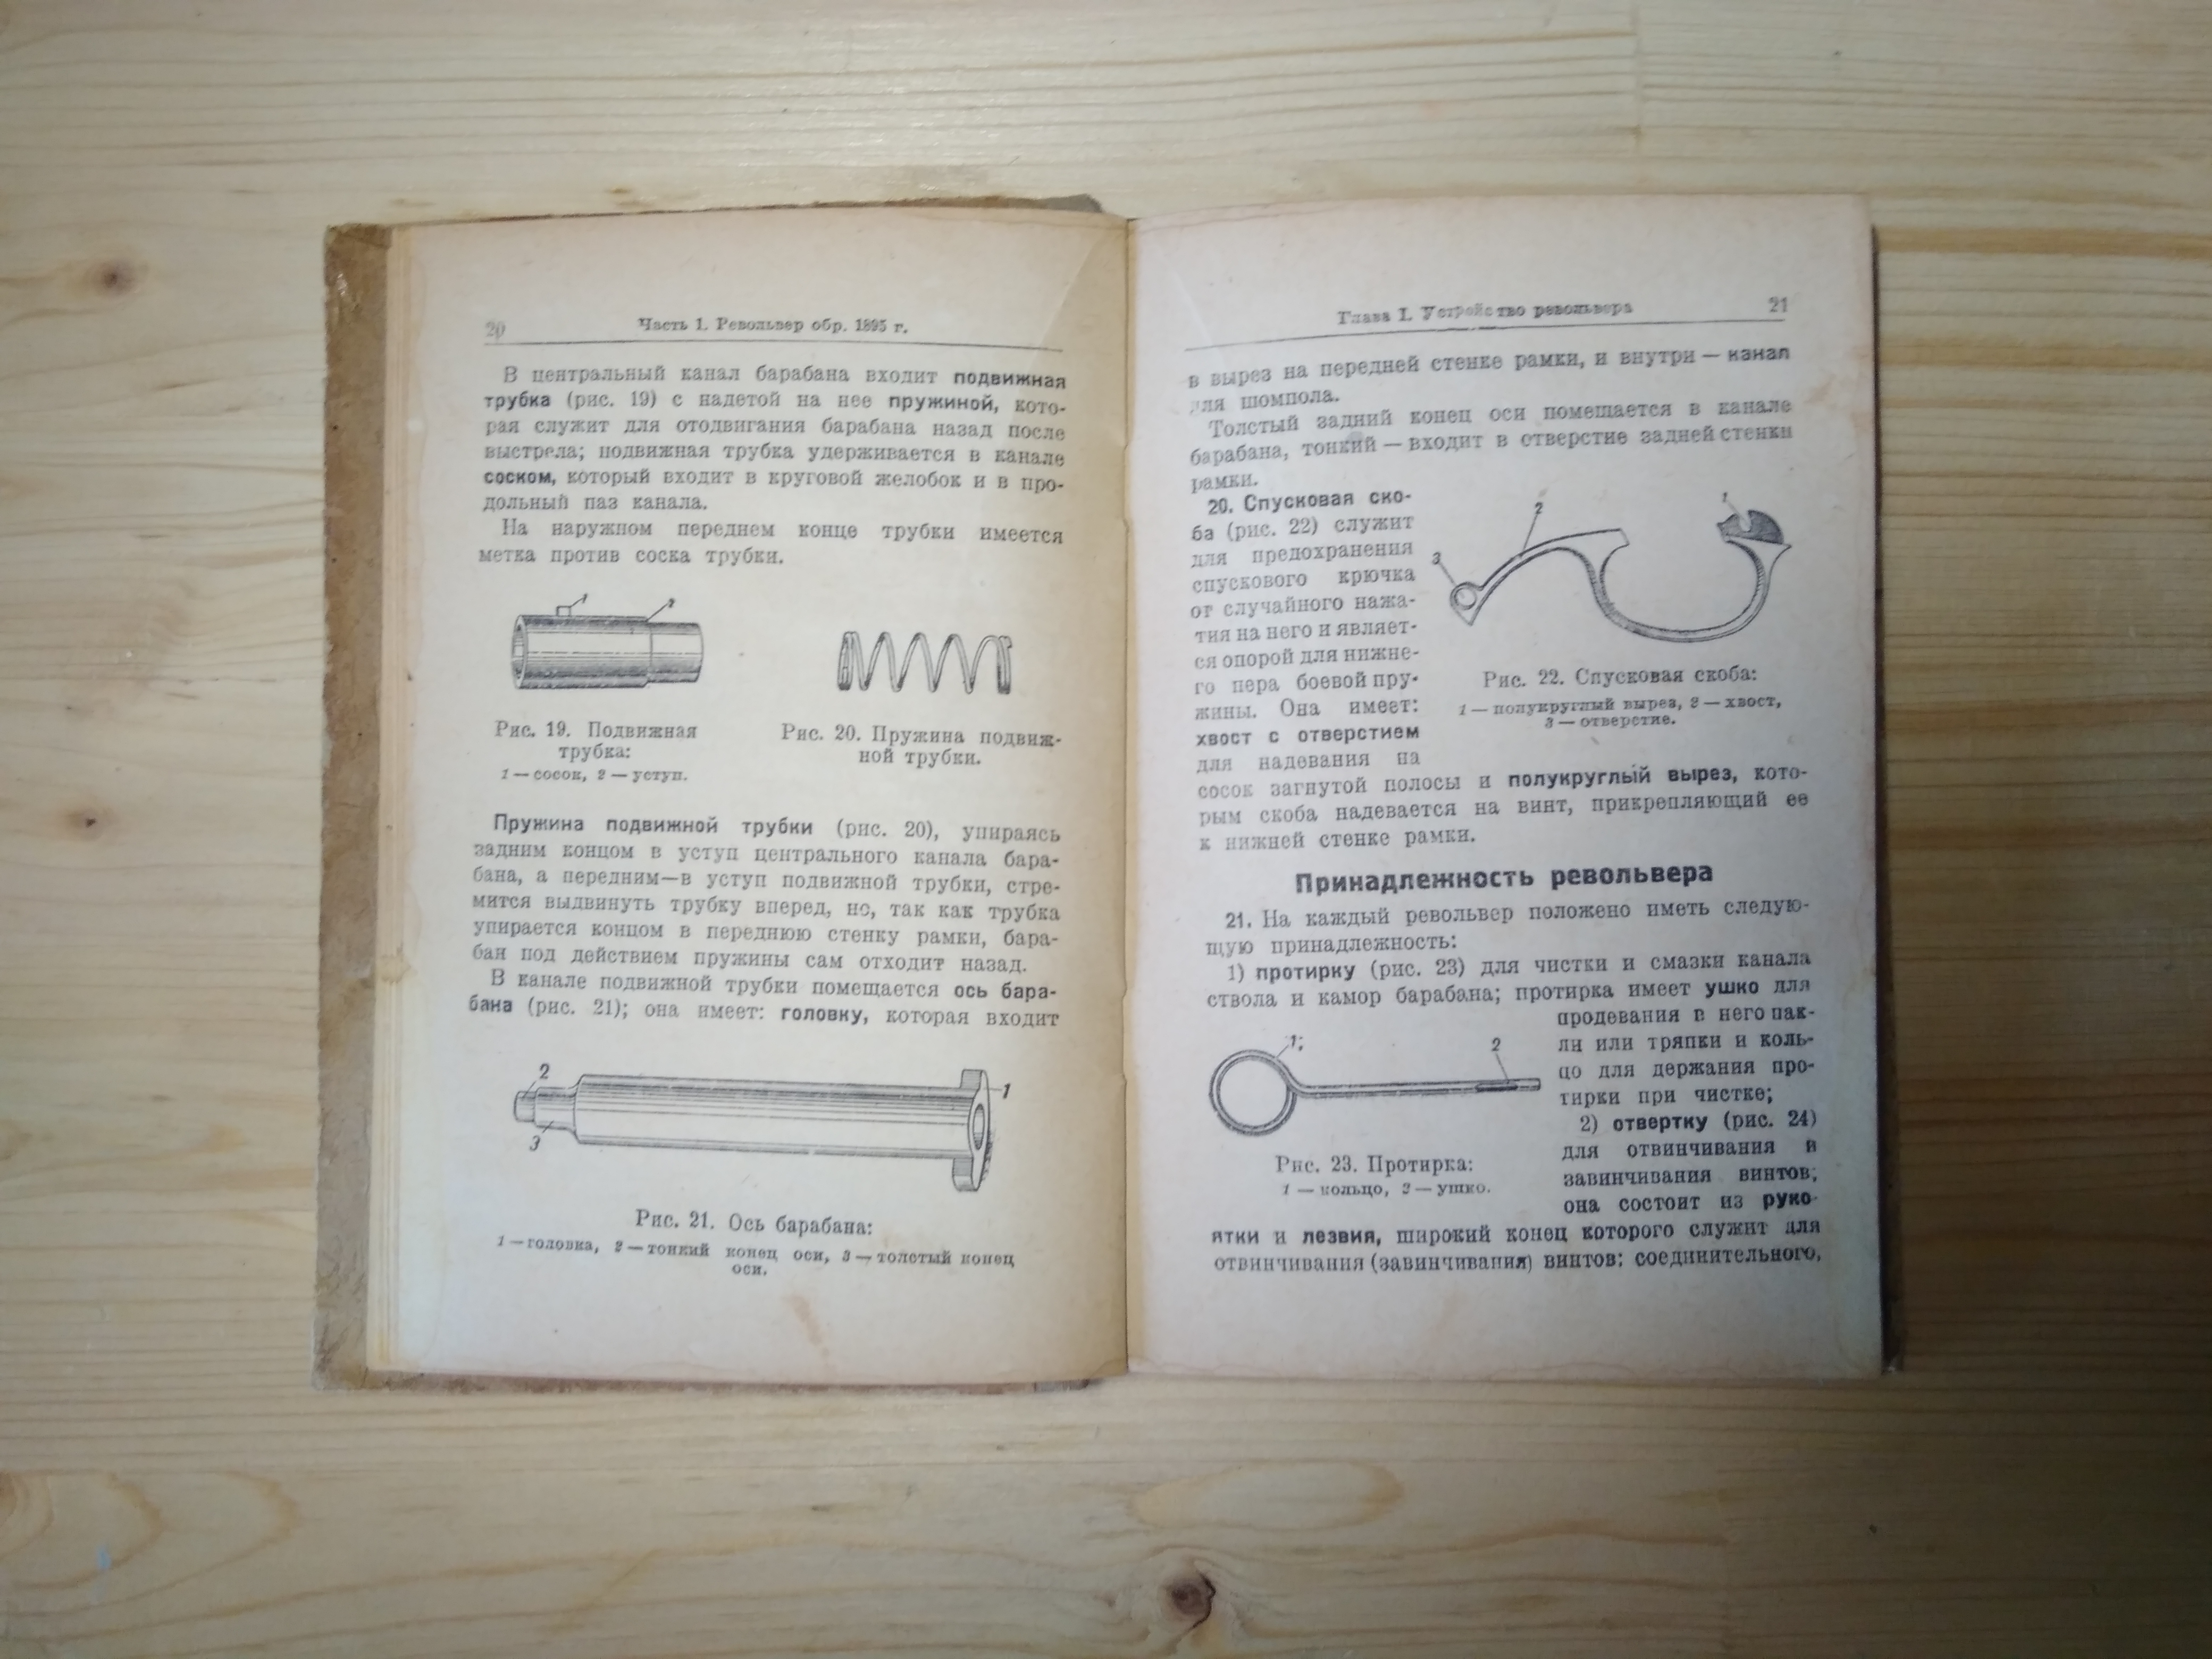 20
Часть 1. Револьвер обр. 1895 г.
В центральный канал барабана входит подвижная
трубка (рис. 19) с надетой на нее пружиной, кото-
рая служит для отодвигания барабана назад после
выстрела; подвижная трубка удерживается в канале
соском, который входит в круговой желобок и в про-
дольный паз канала.
На наружном переднем конце трубки имеется
метка против соска трубки.
1
2
Рис. 19. Подвижная
трубка:
1 — сосок, 2 — уступ.
Рис. 20. Пружина подвиж-
ной трубки.
Пружина подвижной трубки (рис. 20), упираясь
задним концом в уступ центрального канала бара-
бана, а передним—в уступ подвижной трубки, стре-
мится выдвинуть трубку вперед, но, так как трубка
упирается концом в переднюю стенку рамки, бара-
бан под действием пружины сам отходит назад.
В канале подвижной трубки помещается ось бара-
бана (рис. 21); она имеет: головку, которая входит
2
1
3
Рис. 21. Ось барабана:
1 — головка, 2 — тонкий конец оси, 3 — толстый конец
оси.
Глава I. Устройство револьвера
21
в вырез на передней стенке рамки, и внутри — канал
для шомпола.
Толстый задний конец оси помещается в канале
барабана, тонкий — входит в отверстие задней стенки
рамки.
20. Спусковая ско-
ба (рис. 22) служит
для предохранения
спускового крючка
от случайного нажа-
тия на него и являет-
ся опорой для нижне-
го пера боевой пру-
жины. Она имеет:
хвост с отверстием
для надевания на
1
2
3
Рис. 22. Спусковая скоба:
1 — полукруглый вырез, 2 — хвост,
3 — отверстие.
сосок загнутой полосы и полукруглый вырез, кото-
рым скоба надевается на винт, прикрепляющий ее
к нижней стенке рамки.
Принадлежность револьвера
21. На каждый револьвер положено иметь следую-
щую принадлежность:
1) протирку (рис. 23) для чистки и смазки канала
ствола и камор барабана; протирка имеет ушко для
продевания в него пак-
ли или тряпки и коль-
цо для держания про-
тирки при чистке;
2) отвертку (рис. 24)
для отвинчивания и
завинчивания винтов;
она состоит из руко-
1;
2
Рис. 23. Протирка:
1 — кольцо, 2 — ушко.
ятки и лезвия, широкий конец которого служит для
отвинчивания (завинчивания) винтов: соединительного,